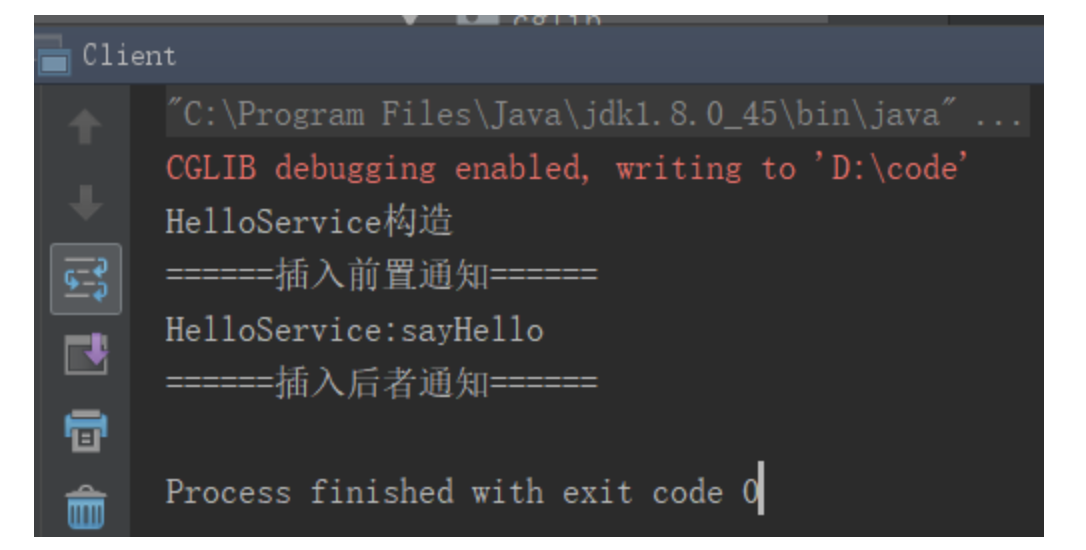 cglib
Client
"C:\Program Files\Java\jdk1.8.0_45\bin\java" ...
CGLIB debugging enabled, writing to 'D:\code'
HelloService构造
======插入前置通知======
HelloService:sayHello
======插入后者通知======
Process finished with exit code 0